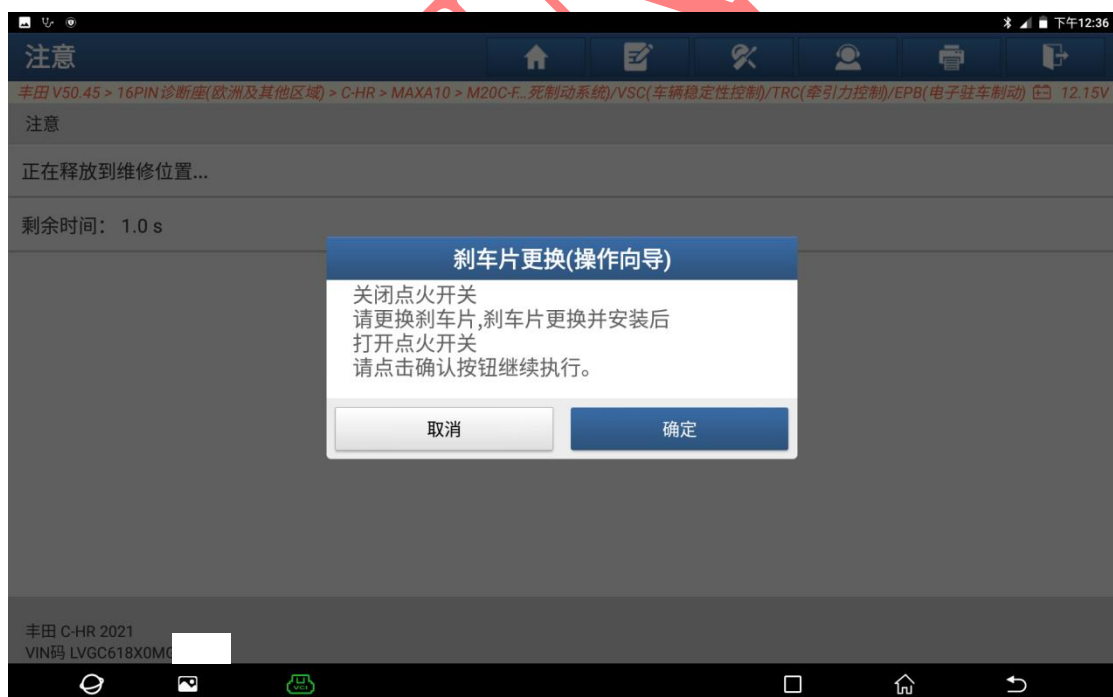 下午12:36
注意
丰田 V50.45 > 16PIN诊断座(欧洲及其他区域) > C-HR > MAXA10 > M20C-F...死制动系统)/VSC(车辆稳定性控制)/TRC(牵引力控制)/EPB(电子驻车制动) 12.15V
注意
正在释放到维修位置...
剩余时间： 1.0 s
刹车片更换(操作向导)
关闭点火开关
请更换刹车片,刹车片更换并安装后
打开点火开关
请点击确认按钮继续执行。
取消 确定
丰田 C-HR 2021
VIN码 LVGC618X0M
VCI